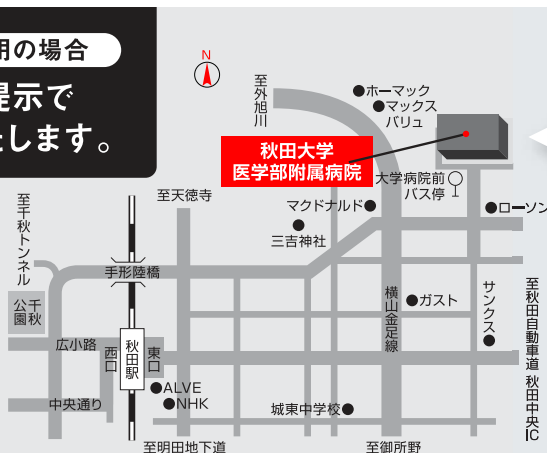 明の場合
提示で
たします。
N
至外旭川
ホーマック
マックス
バリュ
秋田大学
医学部附属病院
大学病院前
バス停
至天徳寺
マクドナルド
ローソン
三吉神社
至千秋トンネル
手形陸橋
千秋
公園
横山金足線
ガスト
サンクス
至秋田自動車道 秋田中央IC
広小路
西口
秋田駅
東口
ALVE
NHK
中央通り
城東中学校
至明田地下道
至御所野